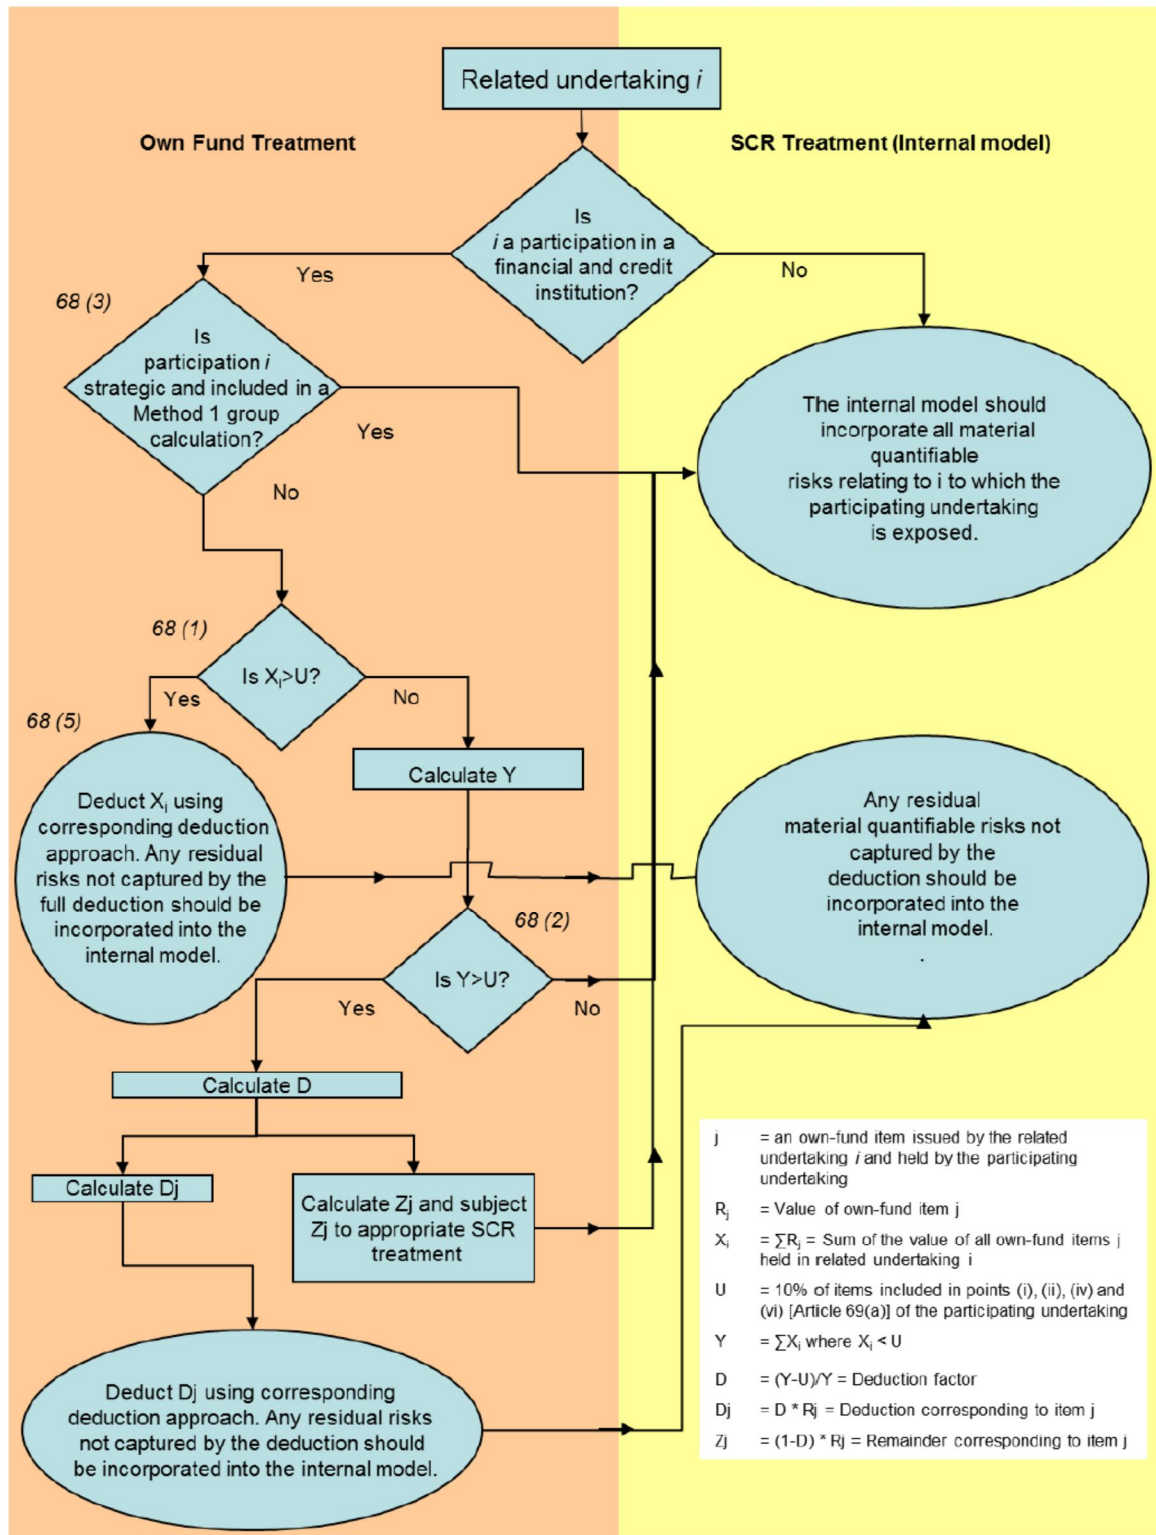 Related undertaking i
Own Fund Treatment
SCR Treatment (Internal model)
Is
i a participation in a
financial and credit
institution?
Yes
No
68 (3)
Is
participation i
strategic and included in a
Method 1 group
calculation?
Yes
No
The internal model should
incorporate all material
quantifiable
risks relating to i to which the
participating undertaking
is exposed.
68 (1)
Is Xi>U?
Yes
No
68 (5)
Calculate Y
Deduct Xi using
corresponding deduction
approach. Any residual
risks not captured by the
full deduction should be
incorporated into the
internal model.
Any residual
material quantifiable risks not
captured by the
deduction should be
incorporated into the
internal model.
.
68 (2)
Is Y>U?
Yes
No
Calculate D
Calculate Dj
Calculate Zj and subject
Zj to appropriate SCR
treatment
Deduct Dj using corresponding
deduction approach. Any residual risks
not captured by the deduction should
be incorporated into the internal model.
j = an own-fund item issued by the related
undertaking i and held by the participating
undertaking
Rj = Value of own-fund item j
Xi = ∑Rj = Sum of the value of all own-fund items j
held in related undertaking i
U = 10% of items included in points (i), (ii), (iv) and
(vi) [Article 69(a)] of the participating undertaking
Y = ∑Xi where Xi < U
D = (Y-U)/Y = Deduction factor
Dj = D * Rj = Deduction corresponding to item j
Zj = (1-D) * Rj = Remainder corresponding to item j